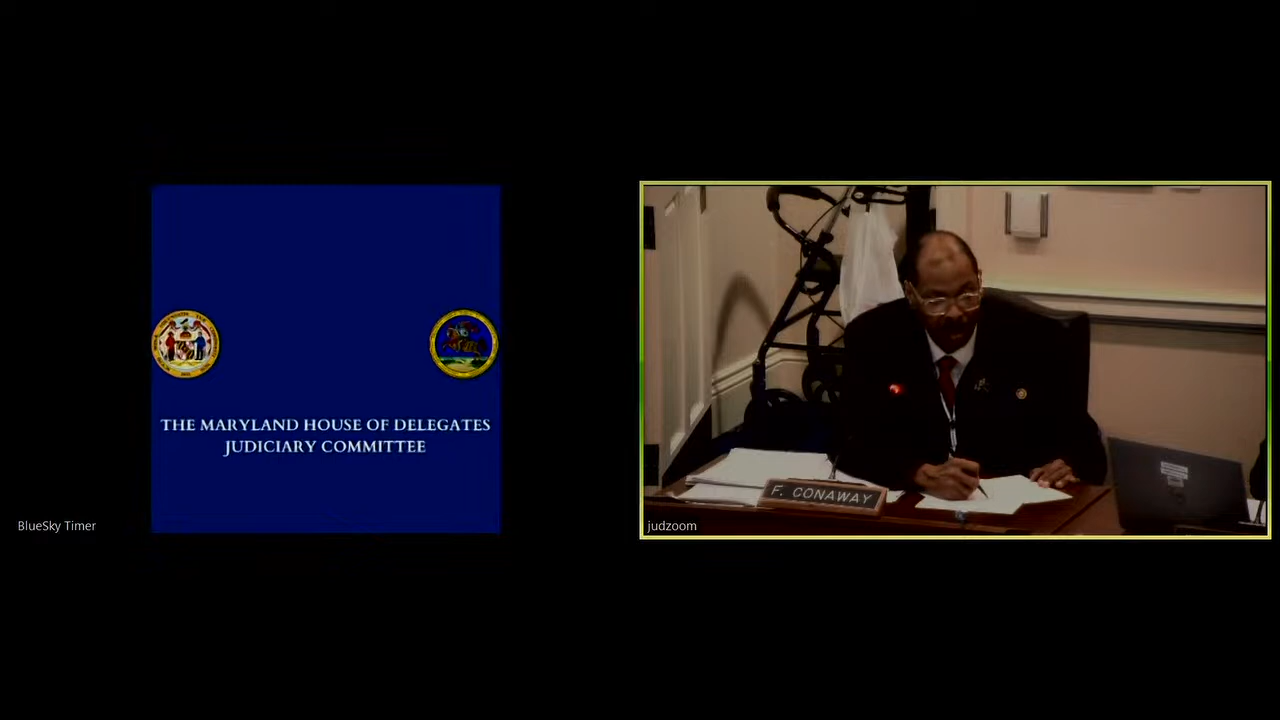 THE MARYLAND HOUSE OF DELEGATES
JUDICIARY COMMITTEE
BlueSky Timer
F. CONAWAY
judzoom